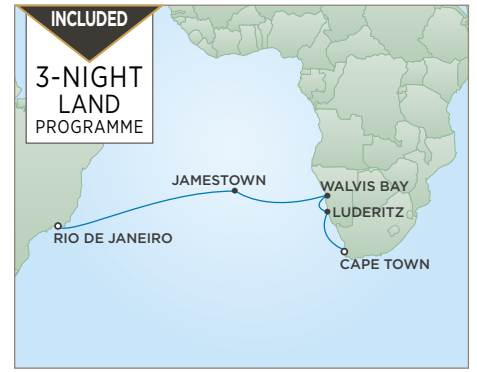 INCLUDED
3-NIGHT
LAND
PROGRAMME
JAMESTOWN
WALVIS BAY
LUDERITZ
RIO DE JANEIRO
CAPE TOWN